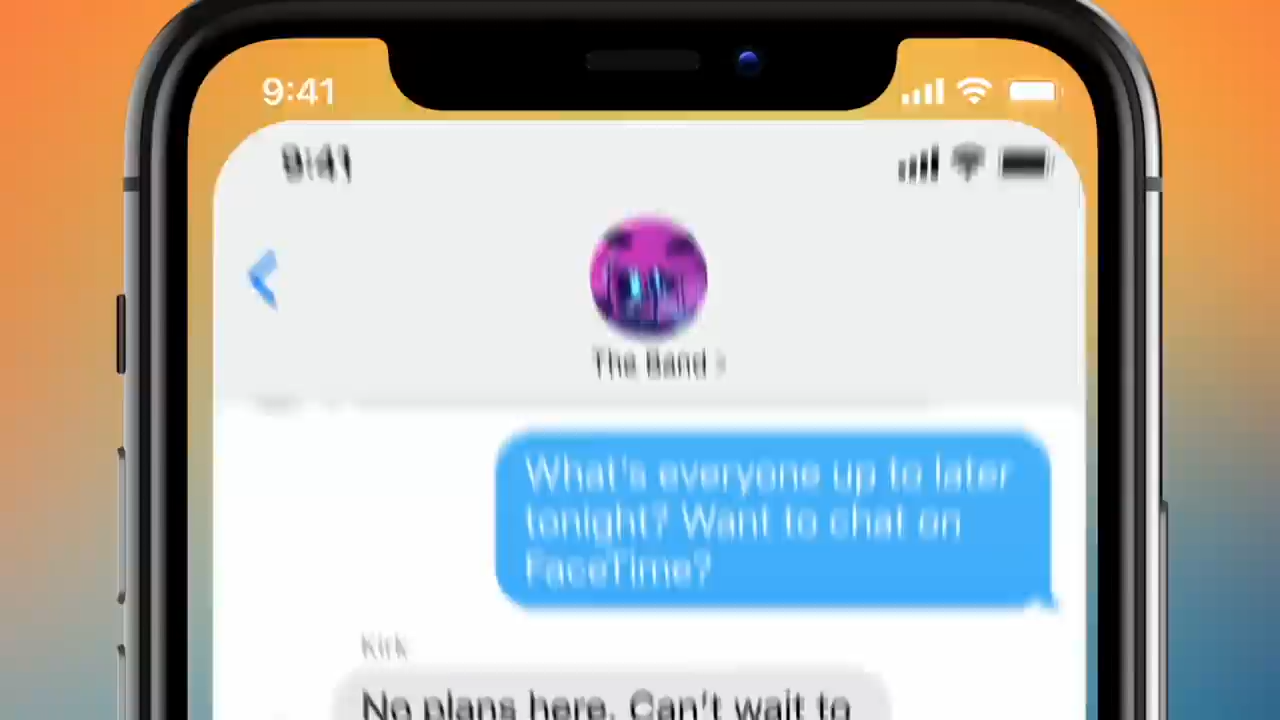 9:41
9:41
The Band
What's everyone up to later
tonight? Want to chat on
FaceTime?
Kirk
No plans here. Can't wait to